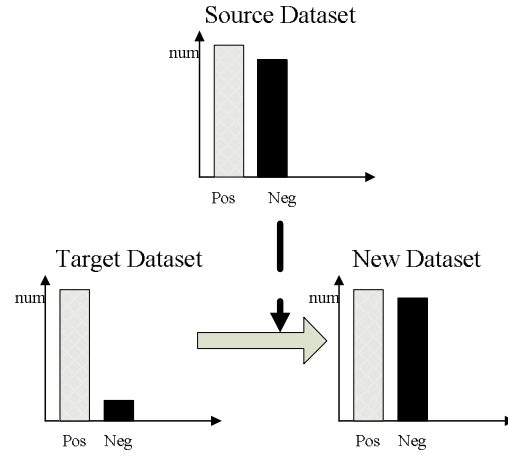 Source Dataset
num
Pos Neg
Target Dataset
num
Pos Neg
New Dataset
num
Pos Neg